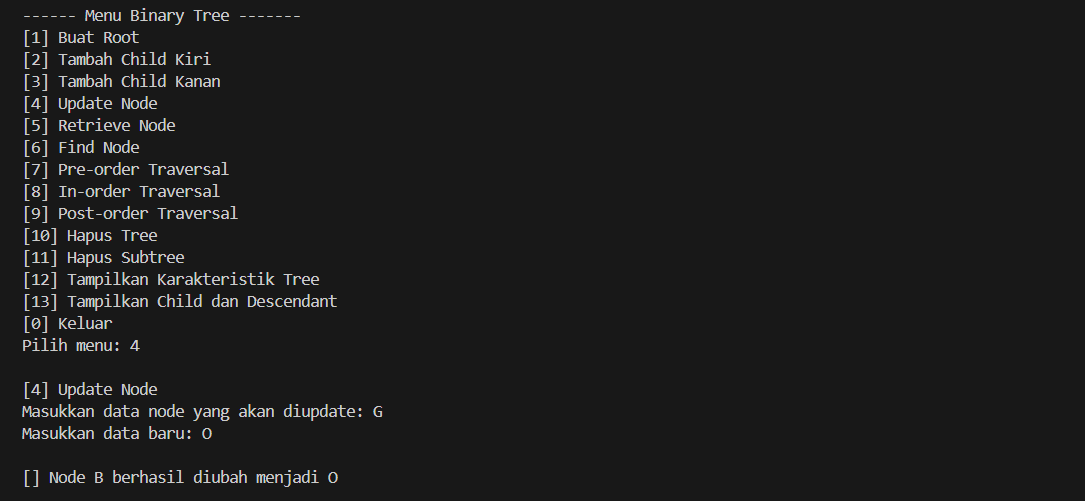 ------ Menu Binary Tree -------
[1] Buat Root
[2] Tambah Child Kiri
[3] Tambah Child Kanan
[4] Update Node
[5] Retrieve Node
[6] Find Node
[7] Pre-order Traversal
[8] In-order Traversal
[9] Post-order Traversal
[10] Hapus Tree
[11] Hapus Subtree
[12] Tampilkan Karakteristik Tree
[13] Tampilkan Child dan Descendant
[0] Keluar
Pilih menu: 4
[4] Update Node
Masukkan data node yang akan diupdate: G
Masukkan data baru: O
[] Node B berhasil diubah menjadi O